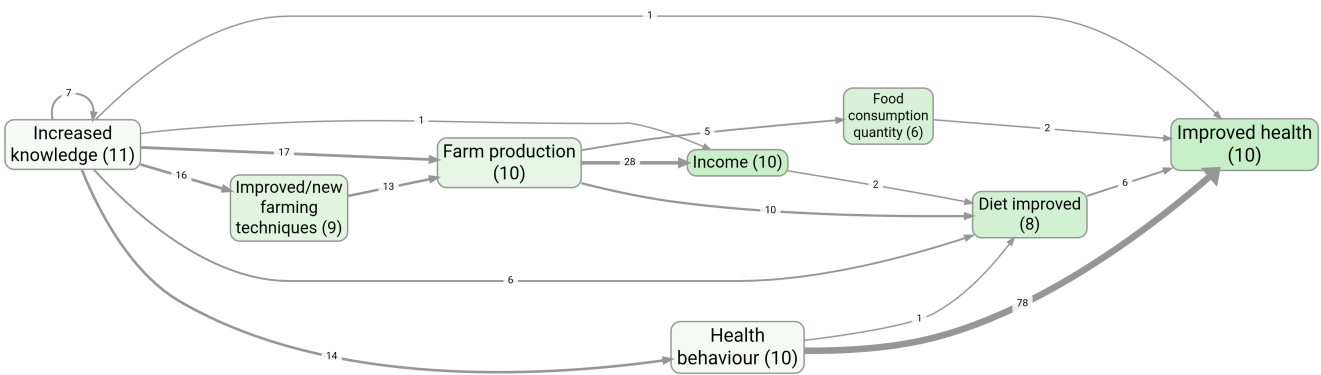 1
7
Increased
knowledge (11)
1
17
16
Improved/new
farming
techniques (9)
13
Farm production
(10)
5
28
10
Income (10)
Food
consumption
quantity (6)
2
2
Diet improved
(8)
6
Improved health
(10)
6
78
1
Health
behaviour (10)
14